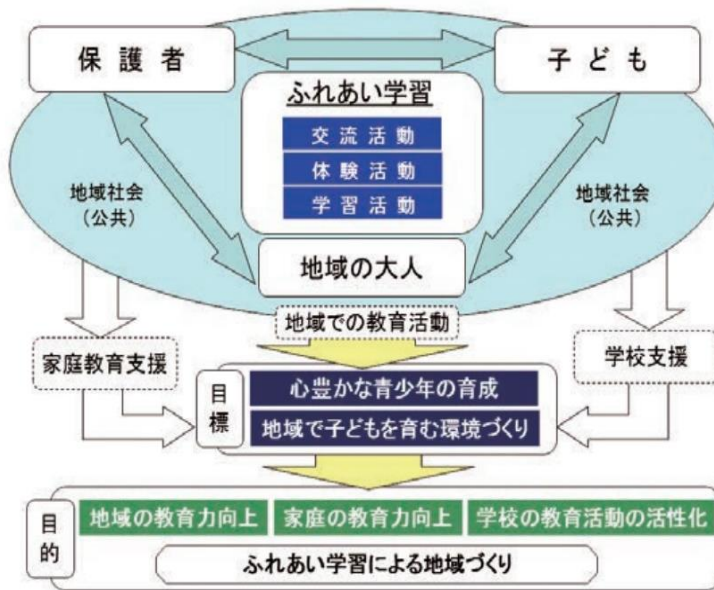 保護者
子ども
ふれあい学習
交流活動
体験活動
学習活動
地域社会
（公共）
地域社会
（公共）
地域の大人
地域での教育活動
家庭教育支援
学校支援
目標
心豊かな青少年の育成
地域で子どもを育む環境づくり
目的
地域の教育力向上
家庭の教育力向上
学校の教育活動の活性化
ふれあい学習による地域づくり